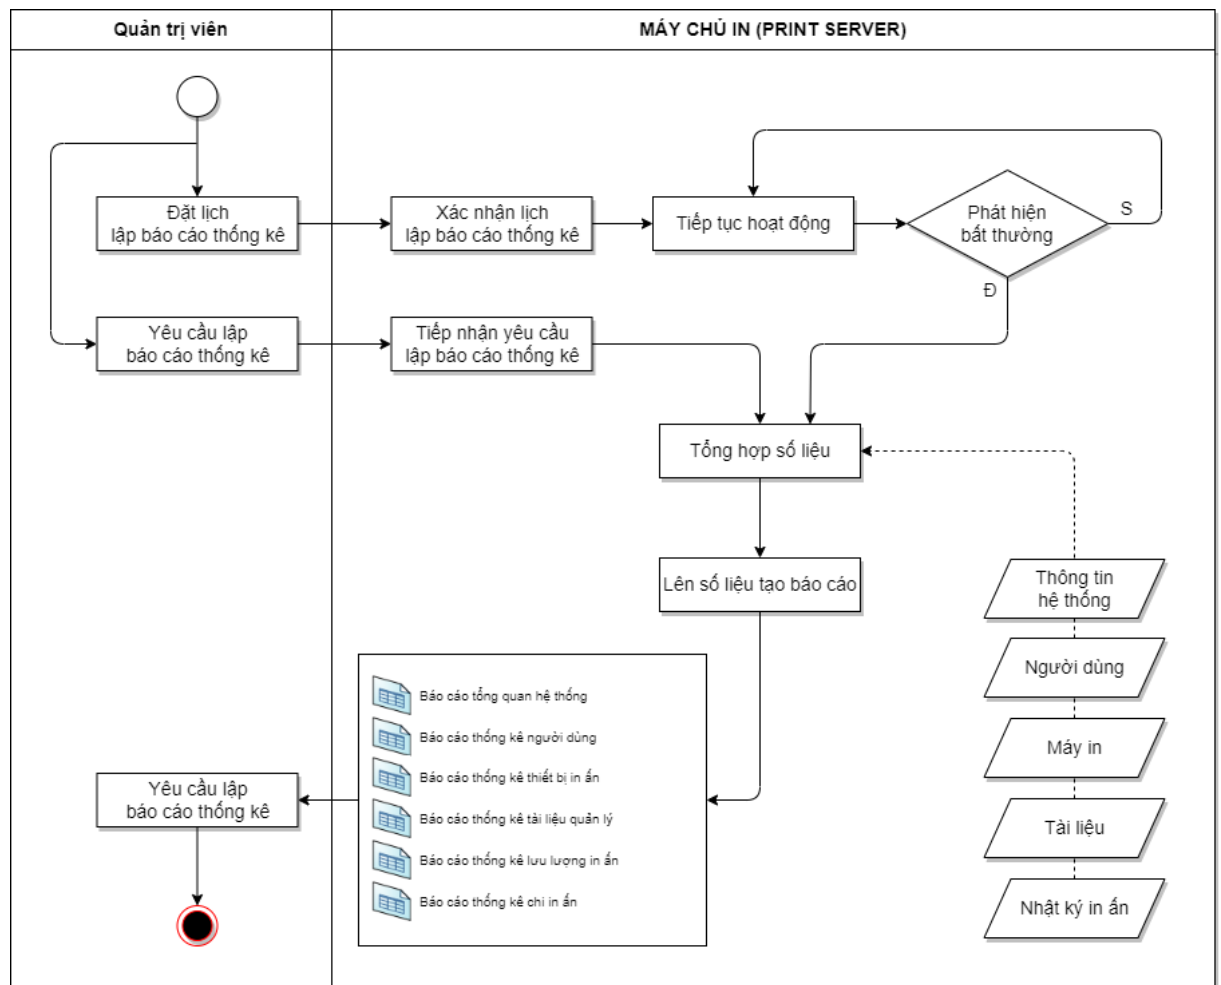 Quản trị viên
MÁY CHỦ IN (PRINT SERVER)
Đặt lịch
lập báo cáo thống kê
Xác nhận lịch
lập báo cáo thống kê
Tiếp tục hoạt động
Phát hiện
bất thường
S
Đ
Yêu cầu lập
báo cáo thống kê
Tiếp nhận yêu cầu
lập báo cáo thống kê
Tổng hợp số liệu
Lên số liệu tạo báo cáo
Thông tin
hệ thống
Người dùng
Máy in
Tài liệu
Nhật ký in ấn
Báo cáo tổng quan hệ thống
Báo cáo thống kê người dùng
Báo cáo thống kê thiết bị in ấn
Báo cáo thống kê tài liệu quản lý
Báo cáo thống kê lưu lượng in ấn
Báo cáo thống kê chi in ấn
Yêu cầu lập
báo cáo thống kê